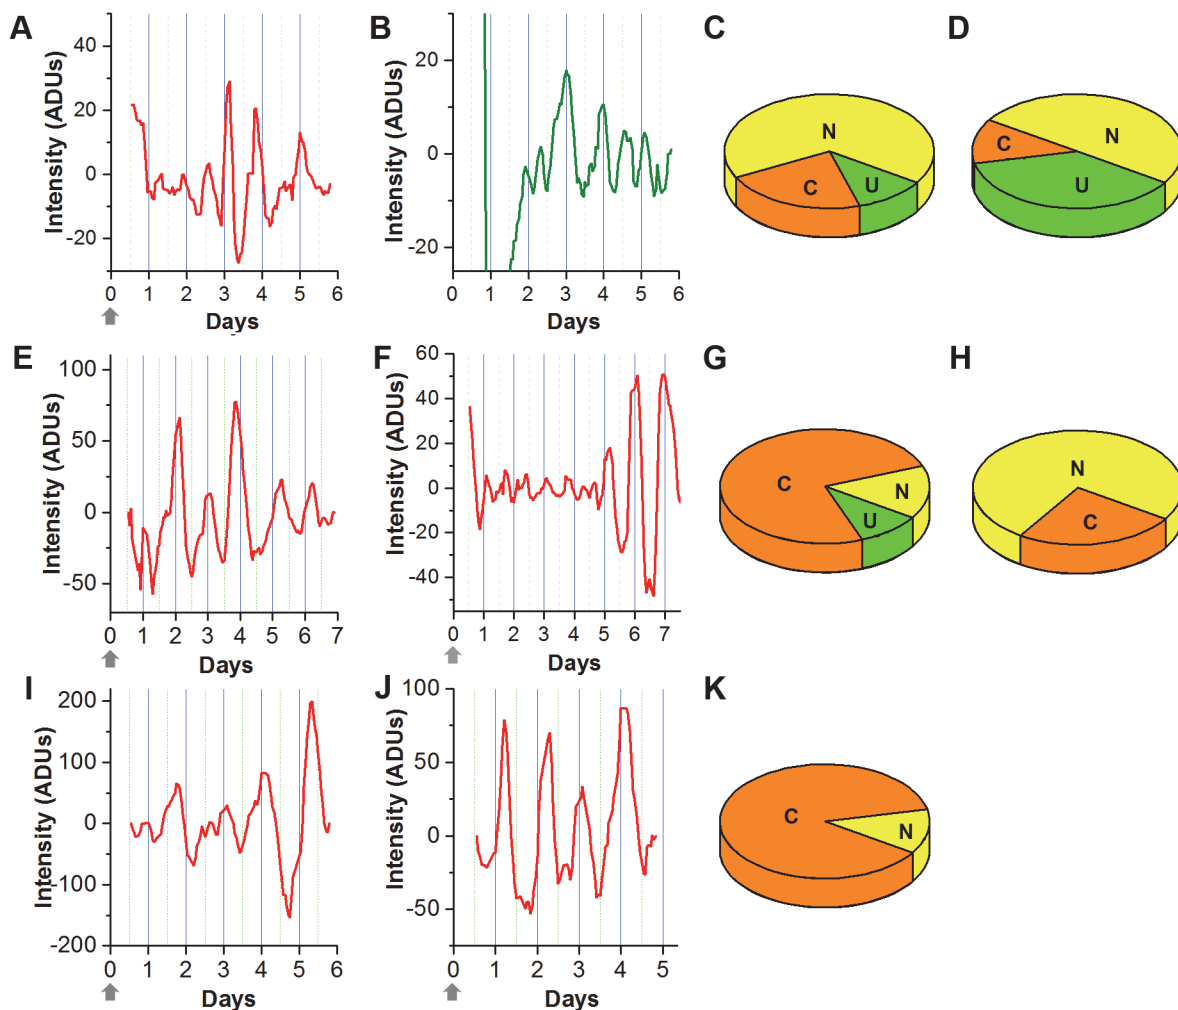 A
B
C
D
Intensity (ADUs)
40
20
0
-20
0 1 2 3 4 5 6
Days
Intensity (ADUs)
20
0
-20
0 1 2 3 4 5 6
Days
N
C
U
N
C
U
E
F
G
H
Intensity (ADUs)
100
50
0
-50
0 1 2 3 4 5 6 7
Days
Intensity (ADUs)
60
40
20
0
-20
-40
0 1 2 3 4 5 6 7
Days
C
N
U
N
C
I
J
K
Intensity (ADUs)
200
100
0
-100
-200
0 1 2 3 4 5 6
Days
Intensity (ADUs)
100
50
0
-50
0 1 2 3 4 5
Days
C
N